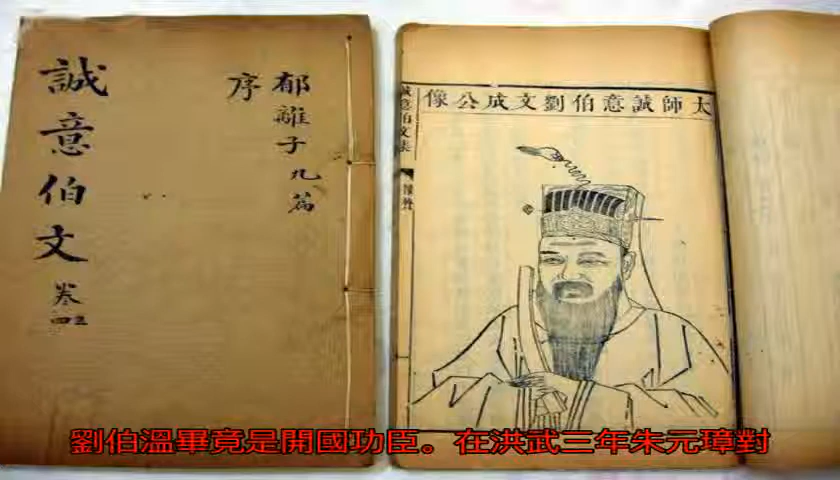 郁離子九篇
序
誠意伯文
卷四五
太師誠意伯劉文成公像
誠意伯文集
劉伯溫畢竟是開國功臣。在洪武三年朱元璋對